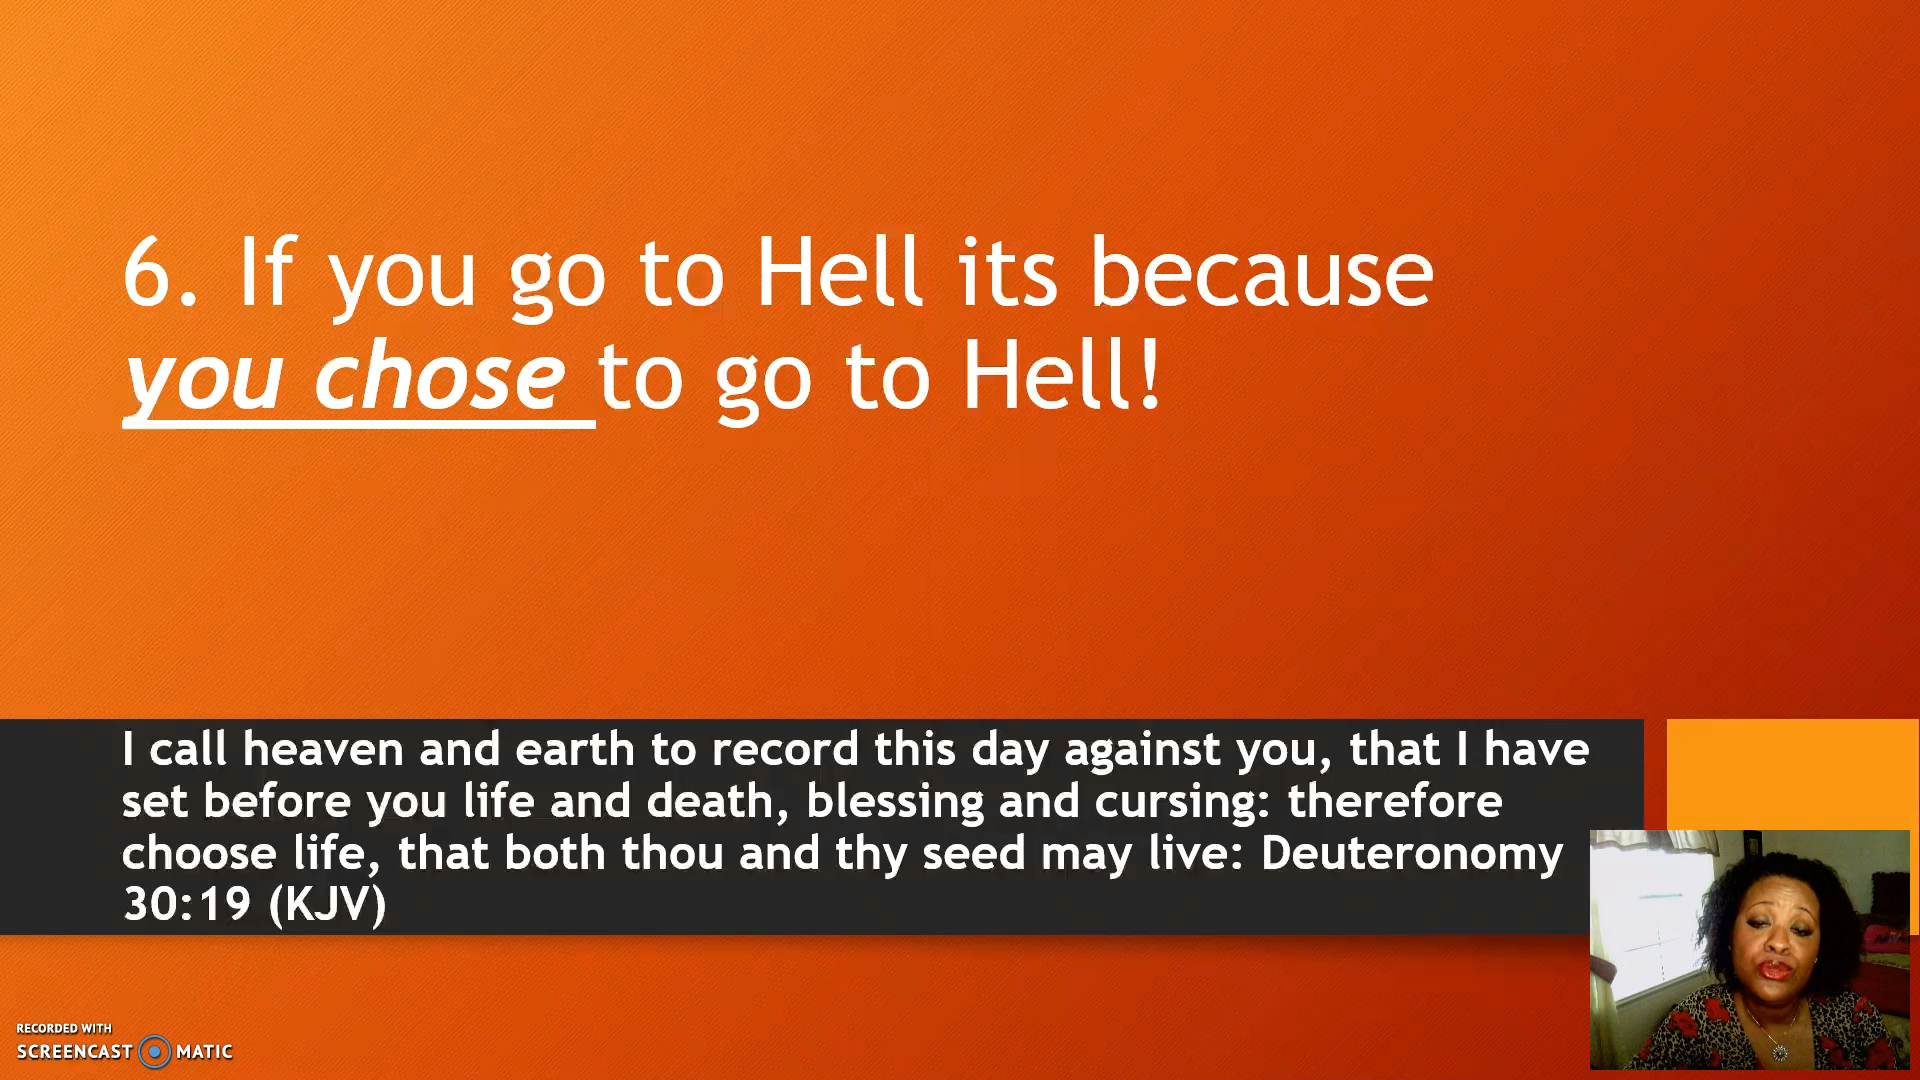 6. If you go to Hell its because
you chose to go to Hell!
I call heaven and earth to record this day against you, that I have
set before you life and death, blessing and cursing: therefore
choose life, that both thou and thy seed may live: Deuteronomy
30:19 (KJV)
RECORDED WITH
SCREENCAST MATIC